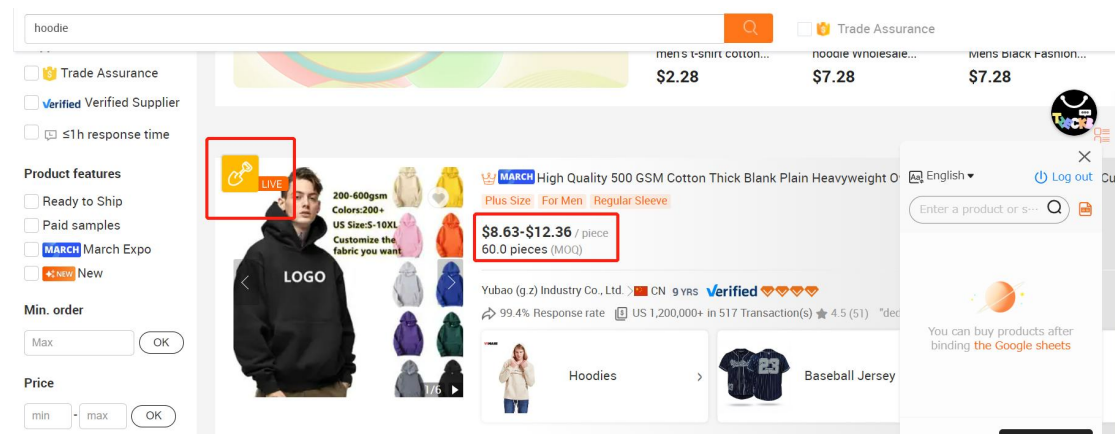 hoodie
Trade Assurance
men's t-shirt cotton...
hoodie Wholesale...
Mens Black Fashion...
$2.28
$7.28
$7.28
Trade Assurance
Verified Verified Supplier
≤1h response time
Product features
Ready to Ship
Paid samples
MARCH March Expo
NEW New
Min. order
Max
OK
Price
min - max OK
LIVE
200-600gsm
Colors:200+
US Size:S-10XL
Customize the
fabric you want
LOGO
1/6
MARCH High Quality 500 GSM Cotton Thick Blank Plain Heavyweight O
Plus Size For Men Regular Sleeve
$8.63-$12.36 / piece
60.0 pieces (MOQ)
Yubao (g.z) Industry Co., Ltd. > CN 9 YRS Verified
99.4% Response rate US 1,200,000+ in 517 Transaction(s) 4.5 (51) "ded
Hoodies >
Baseball Jersey
English
Log out
Cu
Enter a product or s···
You can buy products after
binding the Google sheets